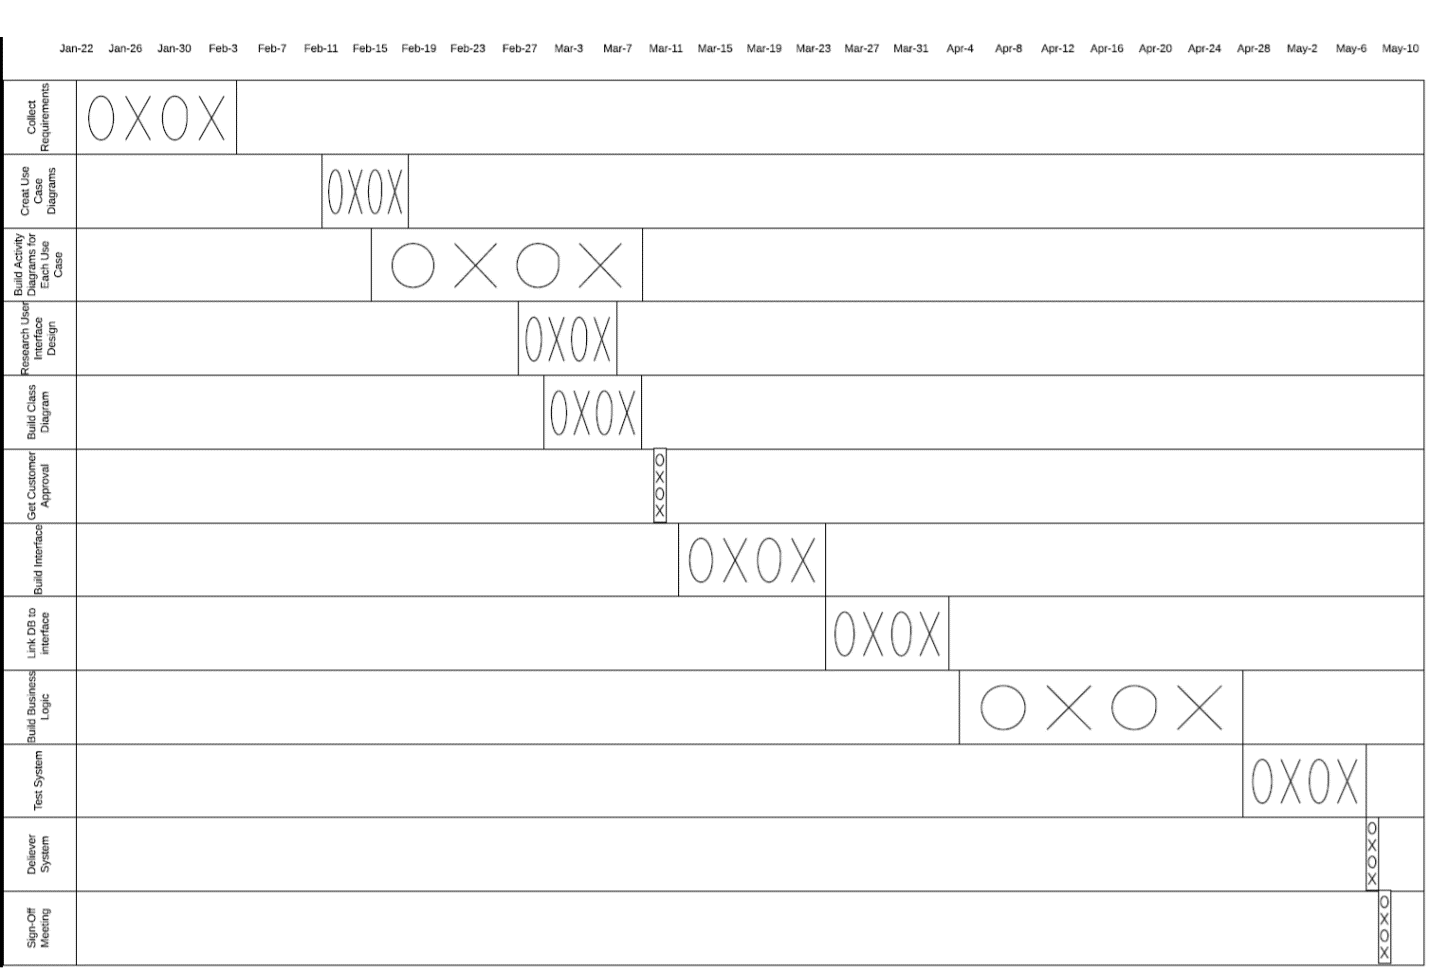 Jan-22 Jan-26 Jan-30 Feb-3 Feb-7 Feb-11 Feb-15 Feb-19 Feb-23 Feb-27 Mar-3 Mar-7 Mar-11 Mar-15 Mar-19 Mar-23 Mar-27 Mar-31 Apr-4 Apr-8 Apr-12 Apr-16 Apr-20 Apr-24 Apr-28 May-2 May-6 May-10
Collect
Requirements
OXOX
Creat Use
Case
Diagrams
OXOX
Build Activity
Diagrams for
Each Use
Case
OXOX
Research User
Interface
Design
OXOX
Build Class
Diagram
OXOX
Get Customer
Approval
O
X
O
X
Build Interface
OXOX
Link DB to
interface
OXOX
Build Business
Logic
OXOX
Test System
OXOX
Deliever
System
O
X
O
X
Sign-Off
Meeting
O
X
O
X